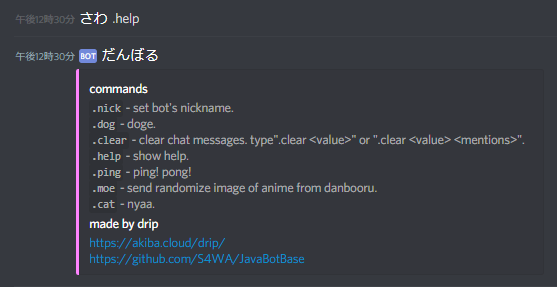 午後12時30分 さわ .help
午後12時30分 BOT だんぼる
commands
.nick - set bot's nickname.
.dog - doge.
.clear - clear chat messages. type".clear <value>" or ".clear <value> <mentions>".
.help - show help.
.ping - ping! pong!
.moe - send randomize image of anime from danbooru.
.cat - nyaa.
made by drip
https://akiba.cloud/drip/
https://github.com/S4WA/JavaBotBase